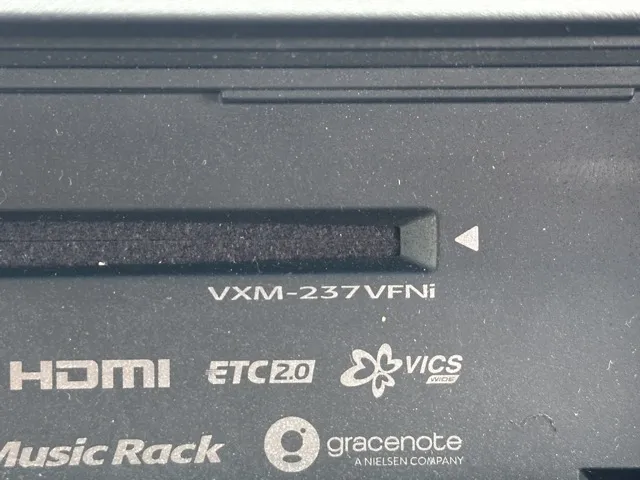 VXM-237VFNi
HDMI ETC2.0 VICS WIDE
Music Rack gracenote
A NIELSEN COMPANY